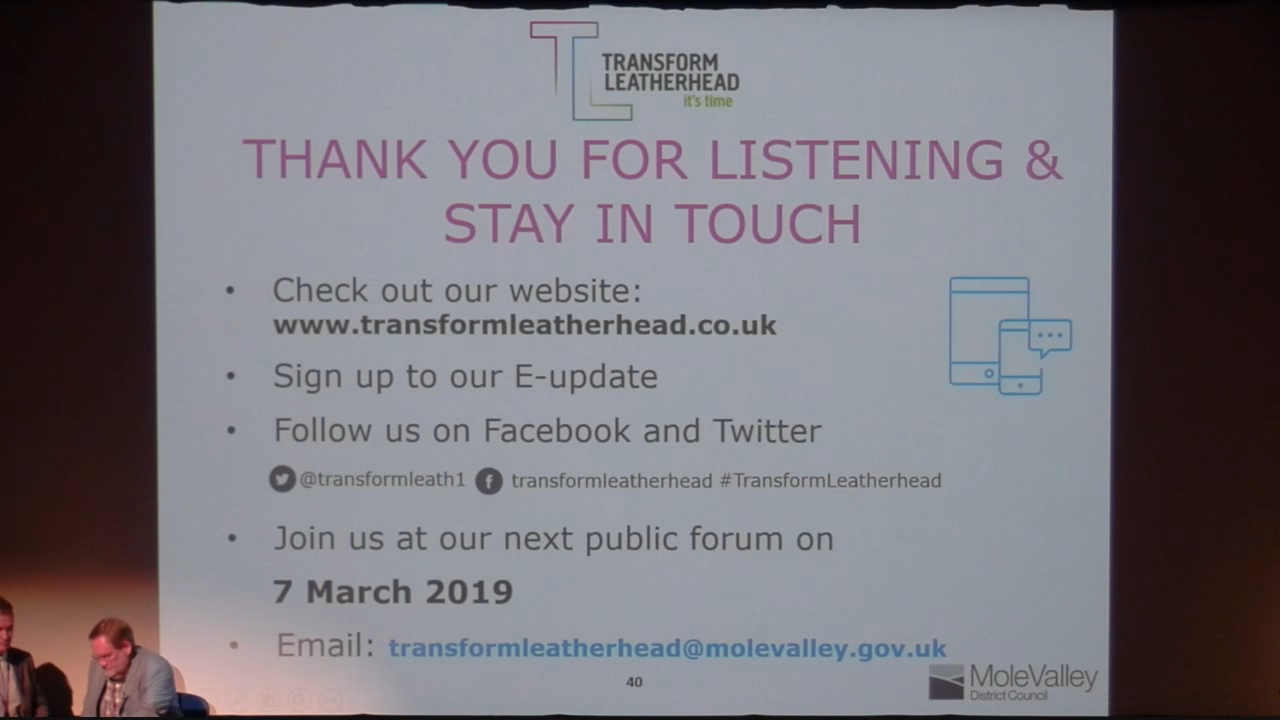 TRANSFORM
LEATHERHEAD
it's time
THANK YOU FOR LISTENING &
STAY IN TOUCH
• Check out our website:
www.transformleatherhead.co.uk
• Sign up to our E-update
• Follow us on Facebook and Twitter
@transformleath1 transformleatherhead #TransformLeatherhead
• Join us at our next public forum on
7 March 2019
• Email: transformleatherhead@molevalley.gov.uk
40
MoleValley
District Council